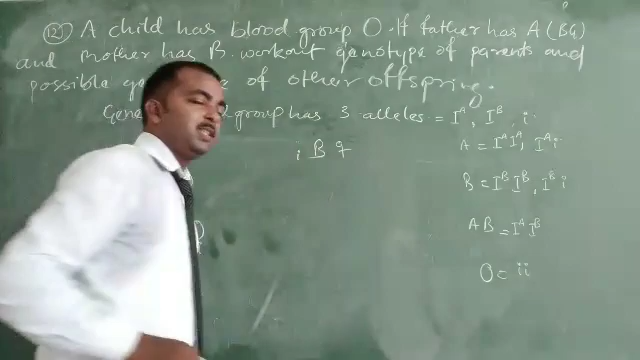 (12) A child has blood group O. If father has A (BG)
and mother has B. workout genotype of parents and
possible of other offspring.
group has 3 alleles = Iᴬ, Iᴮ, i.
i B
A = IᴬIᴬ, Iᴬi
B = IᴮIᴮ, Iᴮi
AB = IᴬIᴮ
O = ii